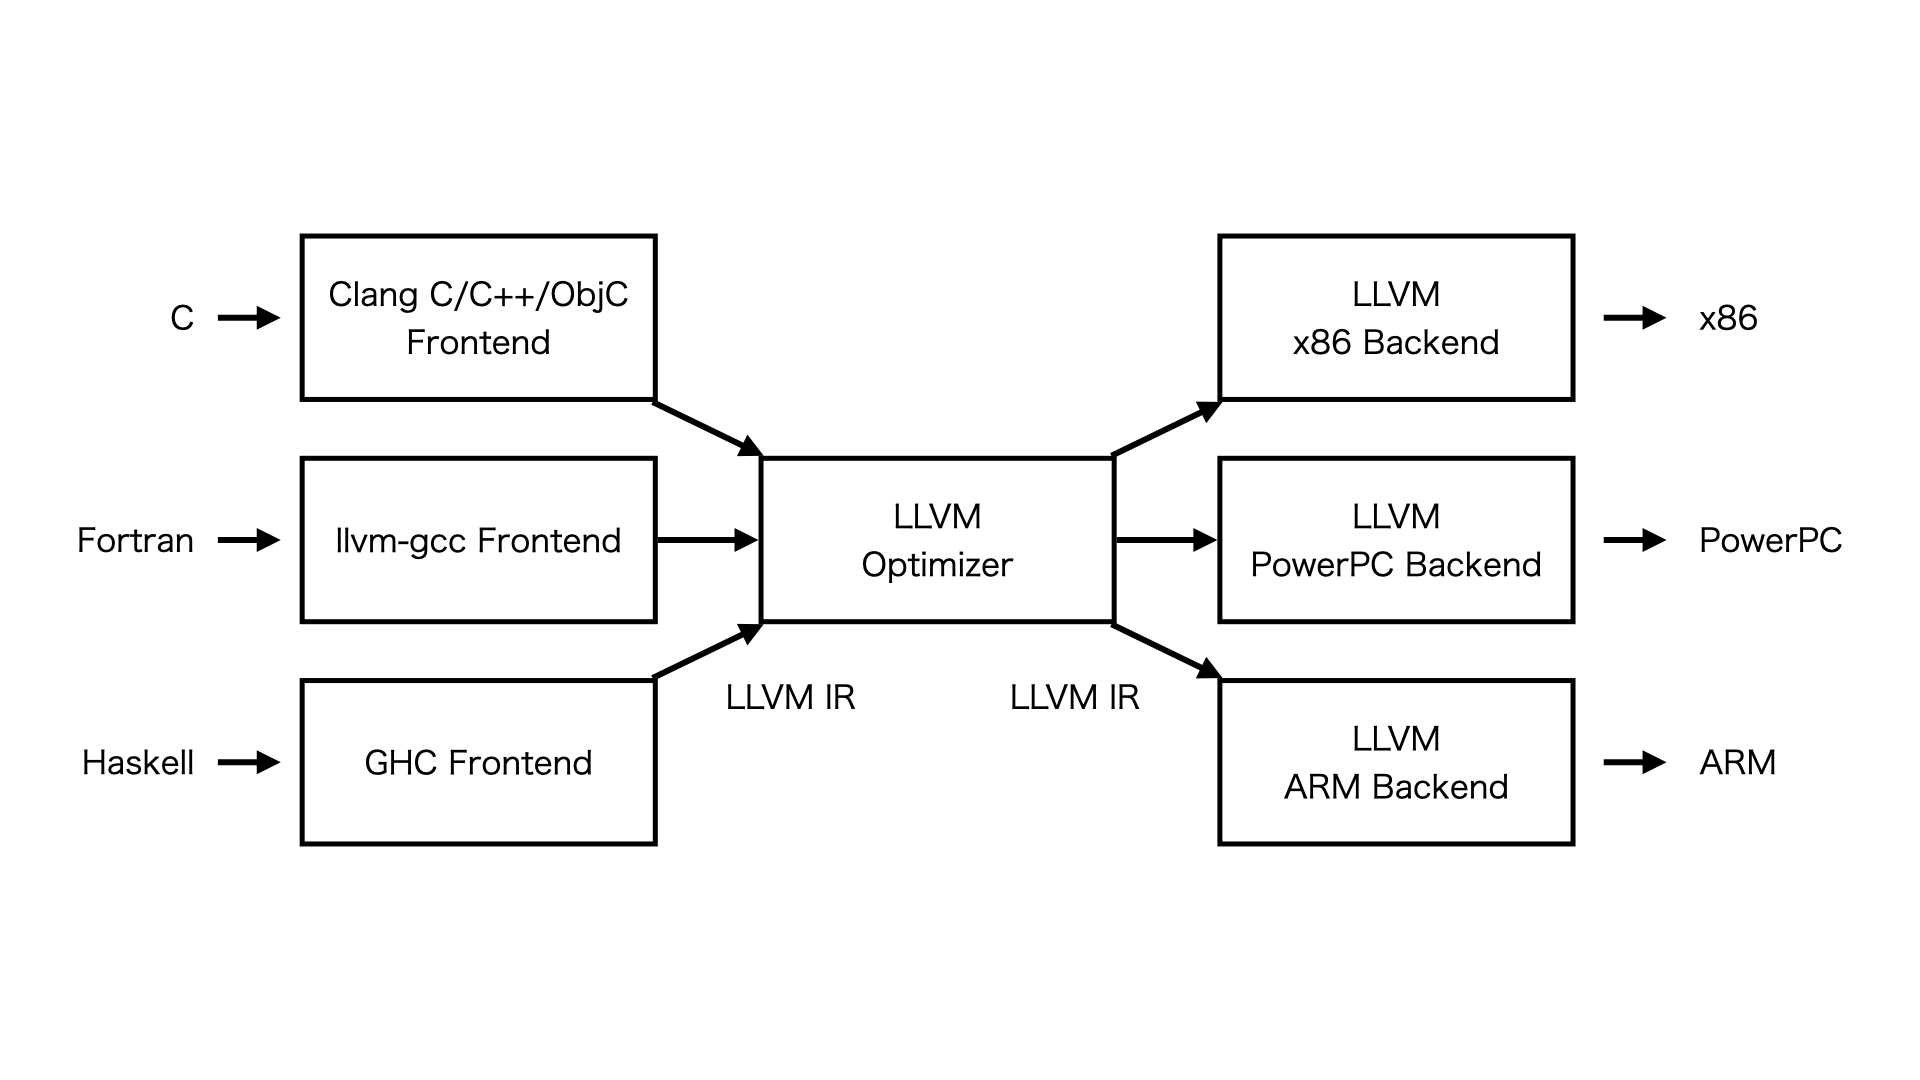 C
Clang C/C++/ObjC
Frontend
LLVM
x86 Backend
x86
Fortran
llvm-gcc Frontend
LLVM
Optimizer
LLVM
PowerPC Backend
PowerPC
Haskell
GHC Frontend
LLVM IR
LLVM IR
LLVM
ARM Backend
ARM